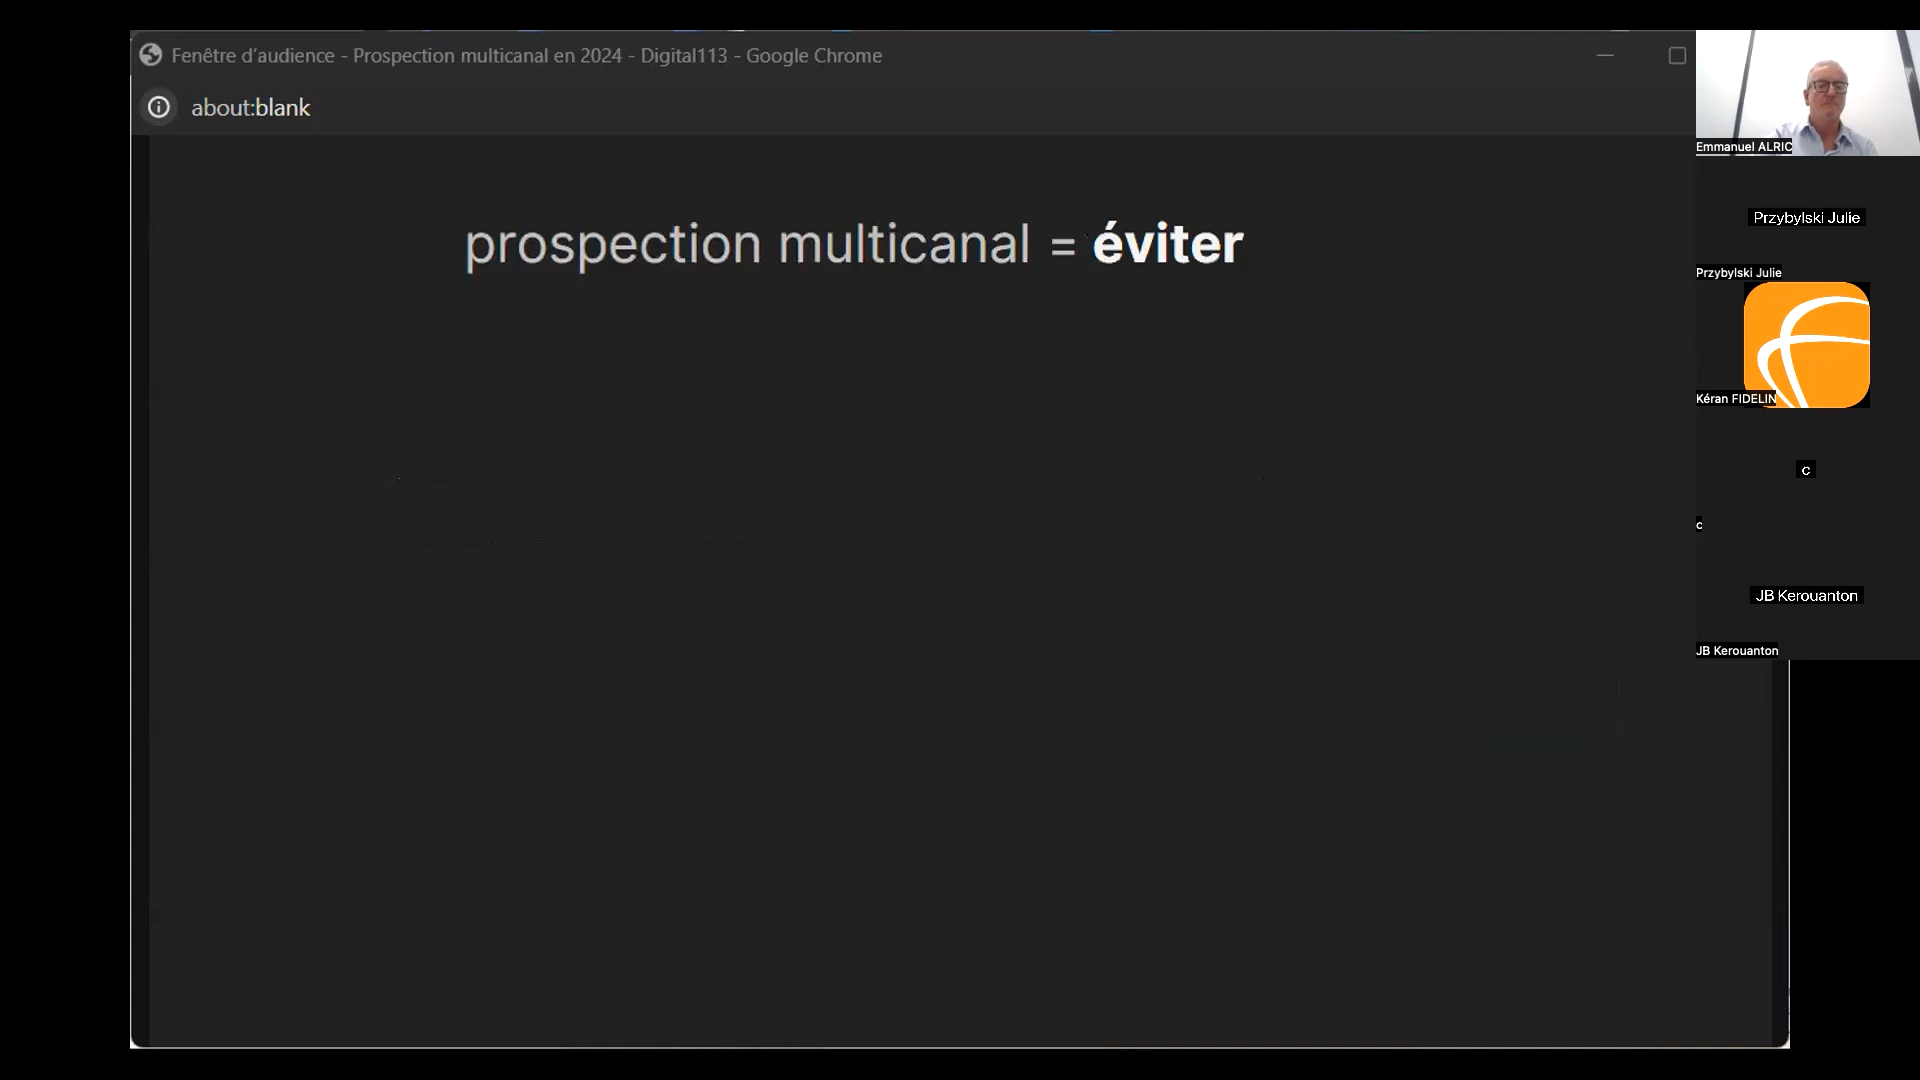 Fenêtre d’audience - Prospection multicanal en 2024 - Digital113 - Google Chrome
about:blank
prospection multicanal = éviter
Emmanuel ALRIC
Przybylski Julie
Przybylski Julie
Kéran FIDELIN
c
c
JB Kerouanton
JB Kerouanton